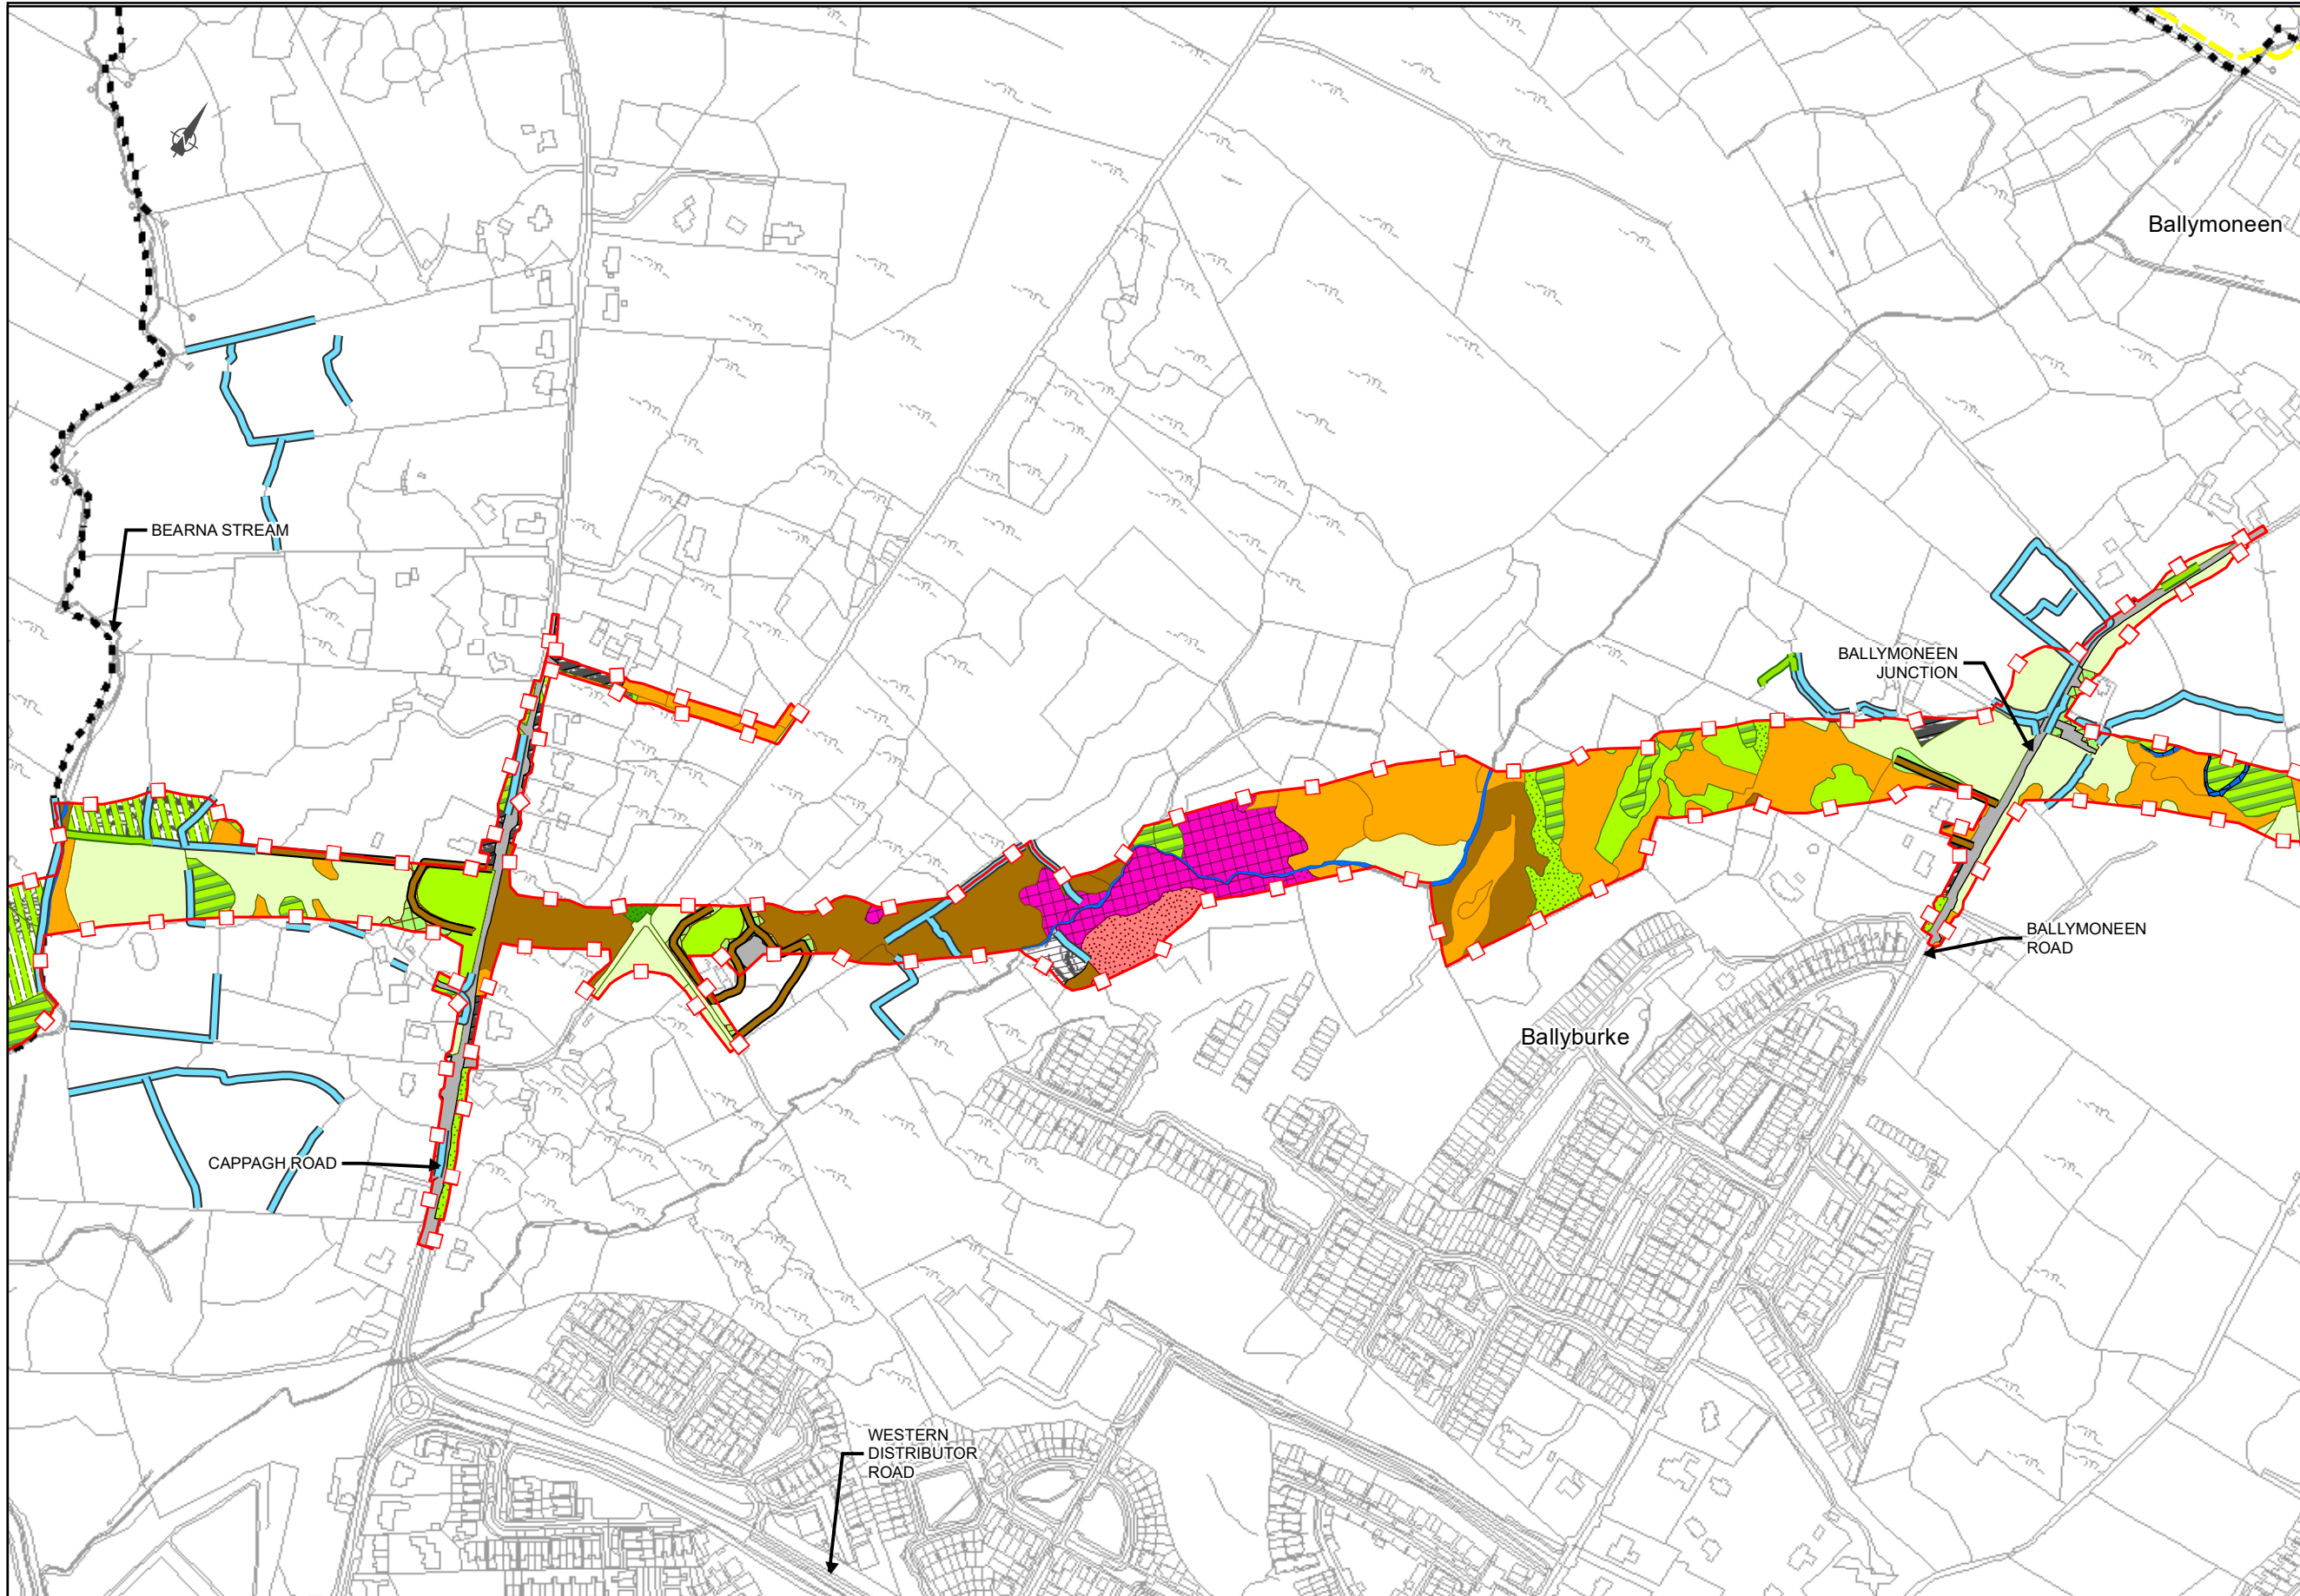 Ballymoneen
BEARNA STREAM
BALLYMONEEN
JUNCTION
BALLYMONEEN
ROAD
Ballyburke
CAPPAGH ROAD
WESTERN
DISTRIBUTOR
ROAD